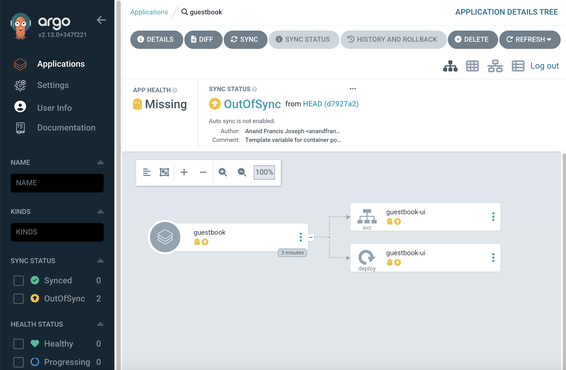 argo
v2.13.0+347f221
Applications
Settings
User Info
Documentation
NAME
NAME
KINDS
KINDS
SYNC STATUS
Synced 0
OutOfSync 2
HEALTH STATUS
Healthy 0
Progressing 0
Applications / guestbook
APPLICATION DETAILS TREE
DETAILS DIFF SYNC SYNC STATUS HISTORY AND ROLLBACK DELETE REFRESH
Log out
APP HEALTH
Missing
SYNC STATUS
OutOfSync from HEAD (d7927a2)
Auto sync is not enabled.
Author: Anand Francis Joseph <anandfran...
Comment: Template variable for container po...
100%
guestbook
3 minutes
guestbook-ui
svc
guestbook-ui
deploy